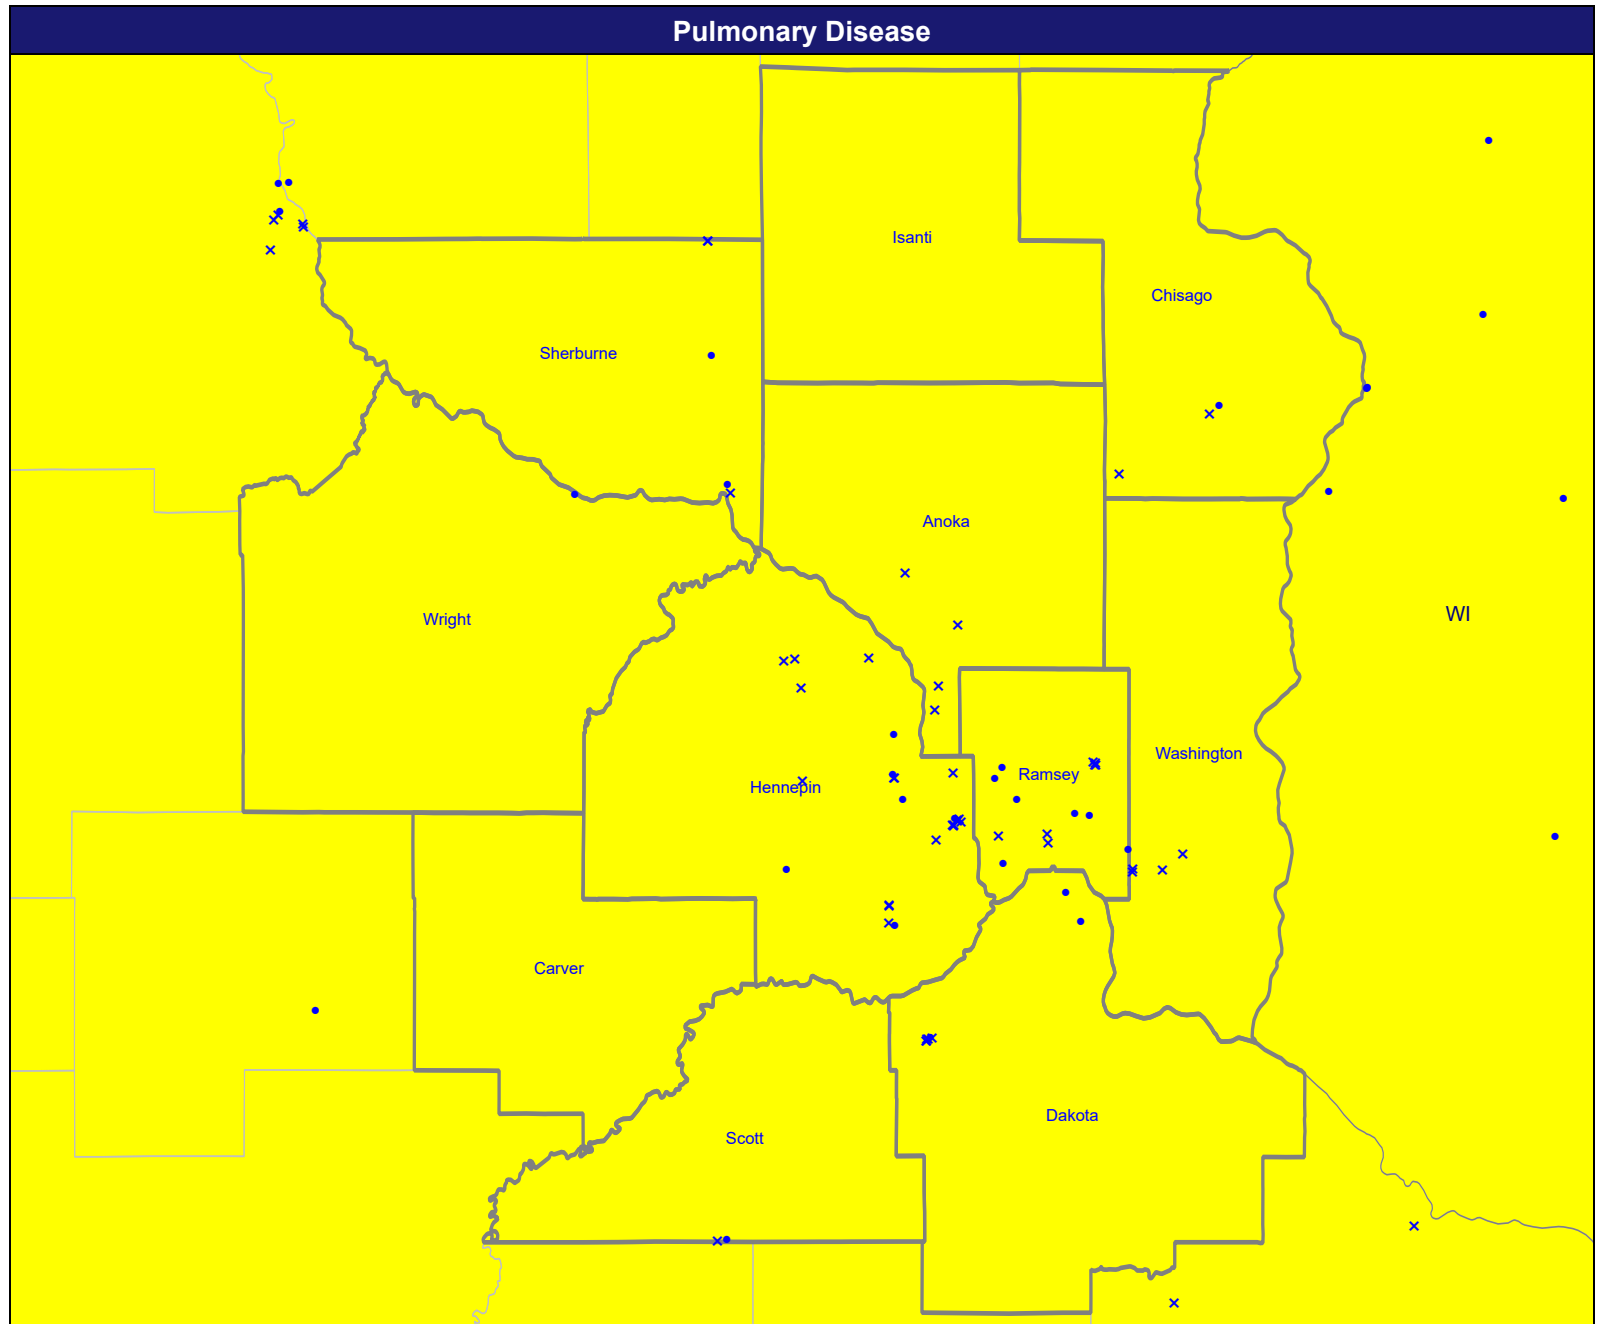 Pulmonary Disease
Isanti
Chisago
Sherburne
Anoka
WI
Wright
Washington
Ramsey
Hennepin
Carver
Dakota
Scott